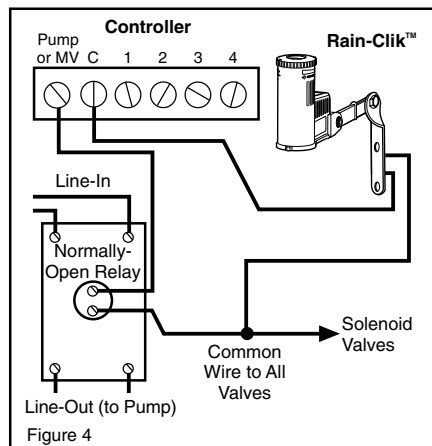 Controller
Rain-Clik™
Pump
or MV C 1 2 3 4
Line-In
Normally-
Open Relay
Solenoid
Valves
Common
Wire to All
Valves
Line-Out (to Pump)
Figure 4